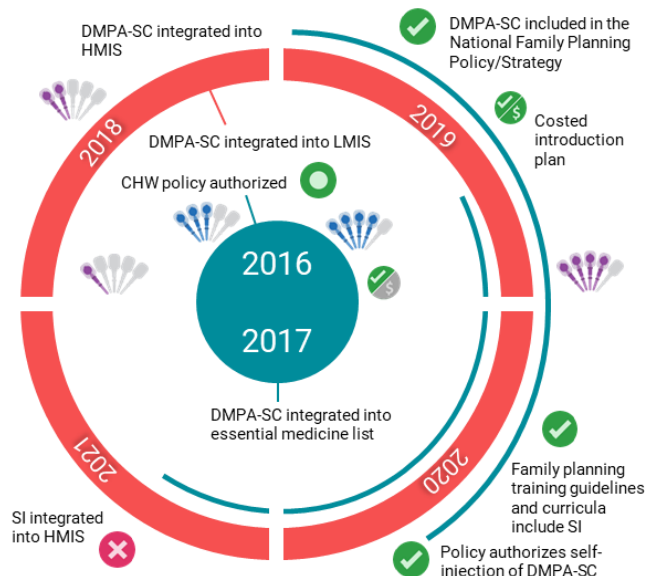 DMPA-SC integrated into
HMIS
DMPA-SC included in the
National Family Planning
Policy/Strategy
2018
2019
Costed
introduction
plan
DMPA-SC integrated into LMIS
CHW policy authorized
2016
$
$
2017
DMPA-SC integrated into
essential medicine list
2021
2020
Family planning
training guidelines
and curricula
include SI
SI integrated
into HMIS
Policy authorizes self-
injection of DMPA-SC